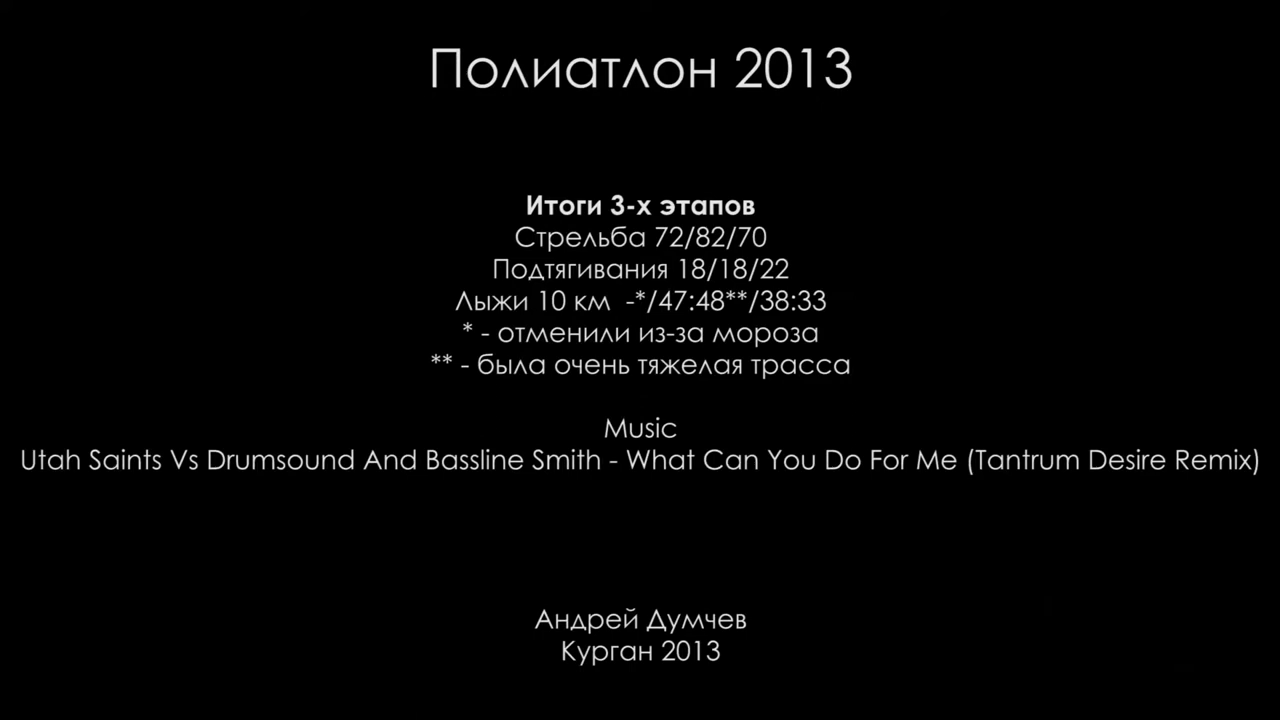 Полиатлон 2013
Итоги 3-х этапов
Стрельба 72/82/70
Подтягивания 18/18/22
Лыжи 10 км -*/47:48**/38:33
* - отменили из-за мороза
** - была очень тяжелая трасса
Music
Utah Saints Vs Drumsound And Bassline Smith - What Can You Do For Me (Tantrum Desire Remix)
Андрей Думчев
Курган 2013